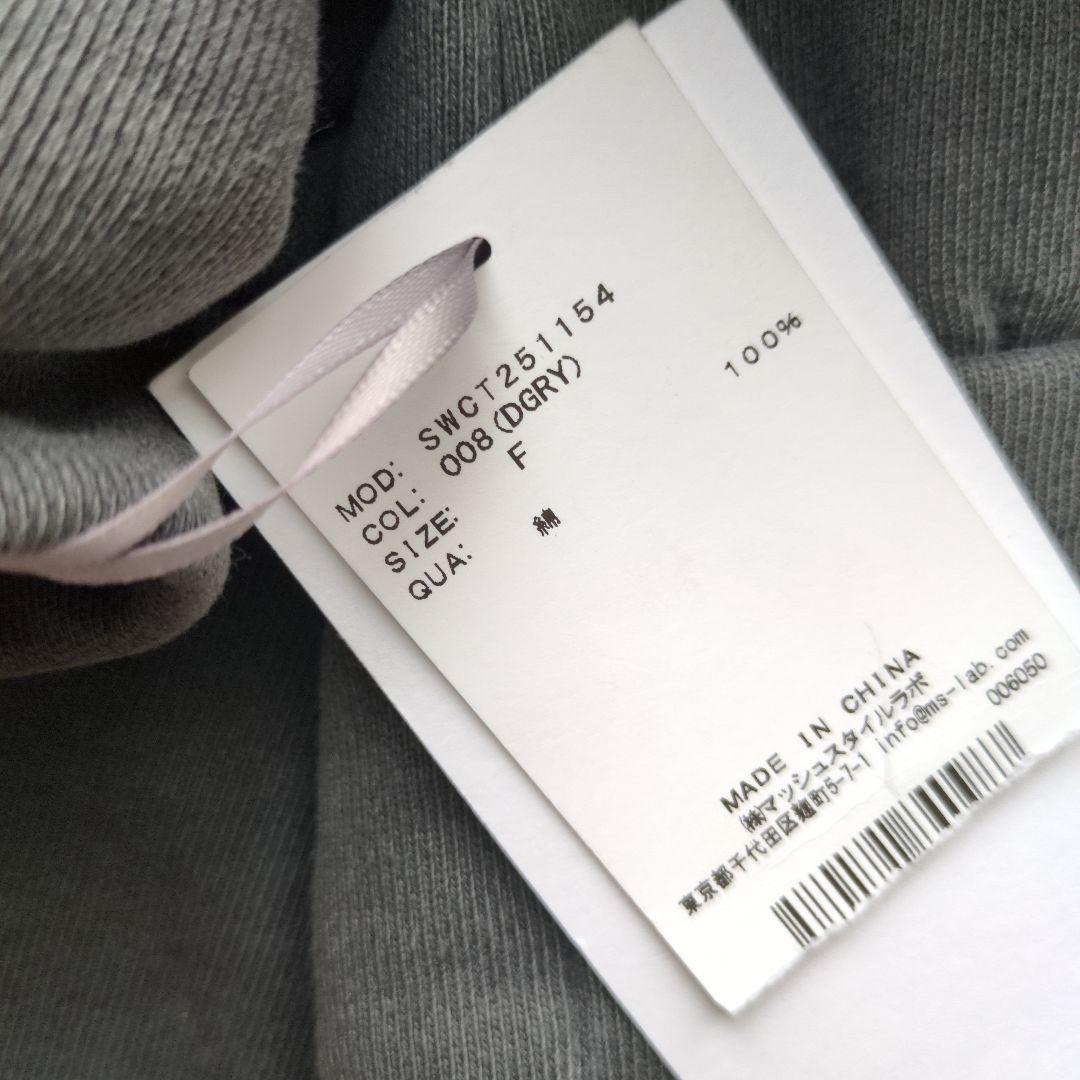 MOD: SWCT251154
COL: 008(DGRY)
SIZE: F
QUA: 綿 100%
MADE IN CHINA
㈱マッシュスタイルラボ
東京都千代田区麹町5-7-1 info@ms-lab.com
006050